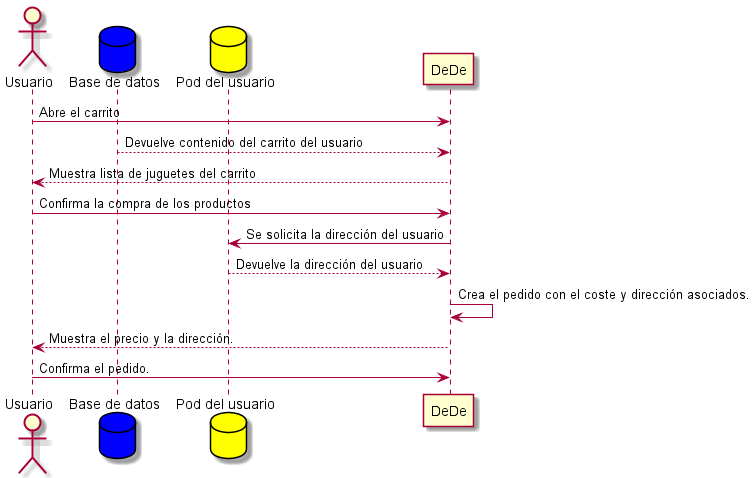 Usuario
Base de datos
Pod del usuario
DeDe
Abre el carrito
Devuelve contenido del carrito del usuario
Muestra lista de juguetes del carrito
Confirma la compra de los productos
Se solicita la dirección del usuario
Devuelve la dirección del usuario
Crea el pedido con el coste y dirección asociados.
Muestra el precio y la dirección.
Confirma el pedido.
Usuario
Base de datos
Pod del usuario
DeDe